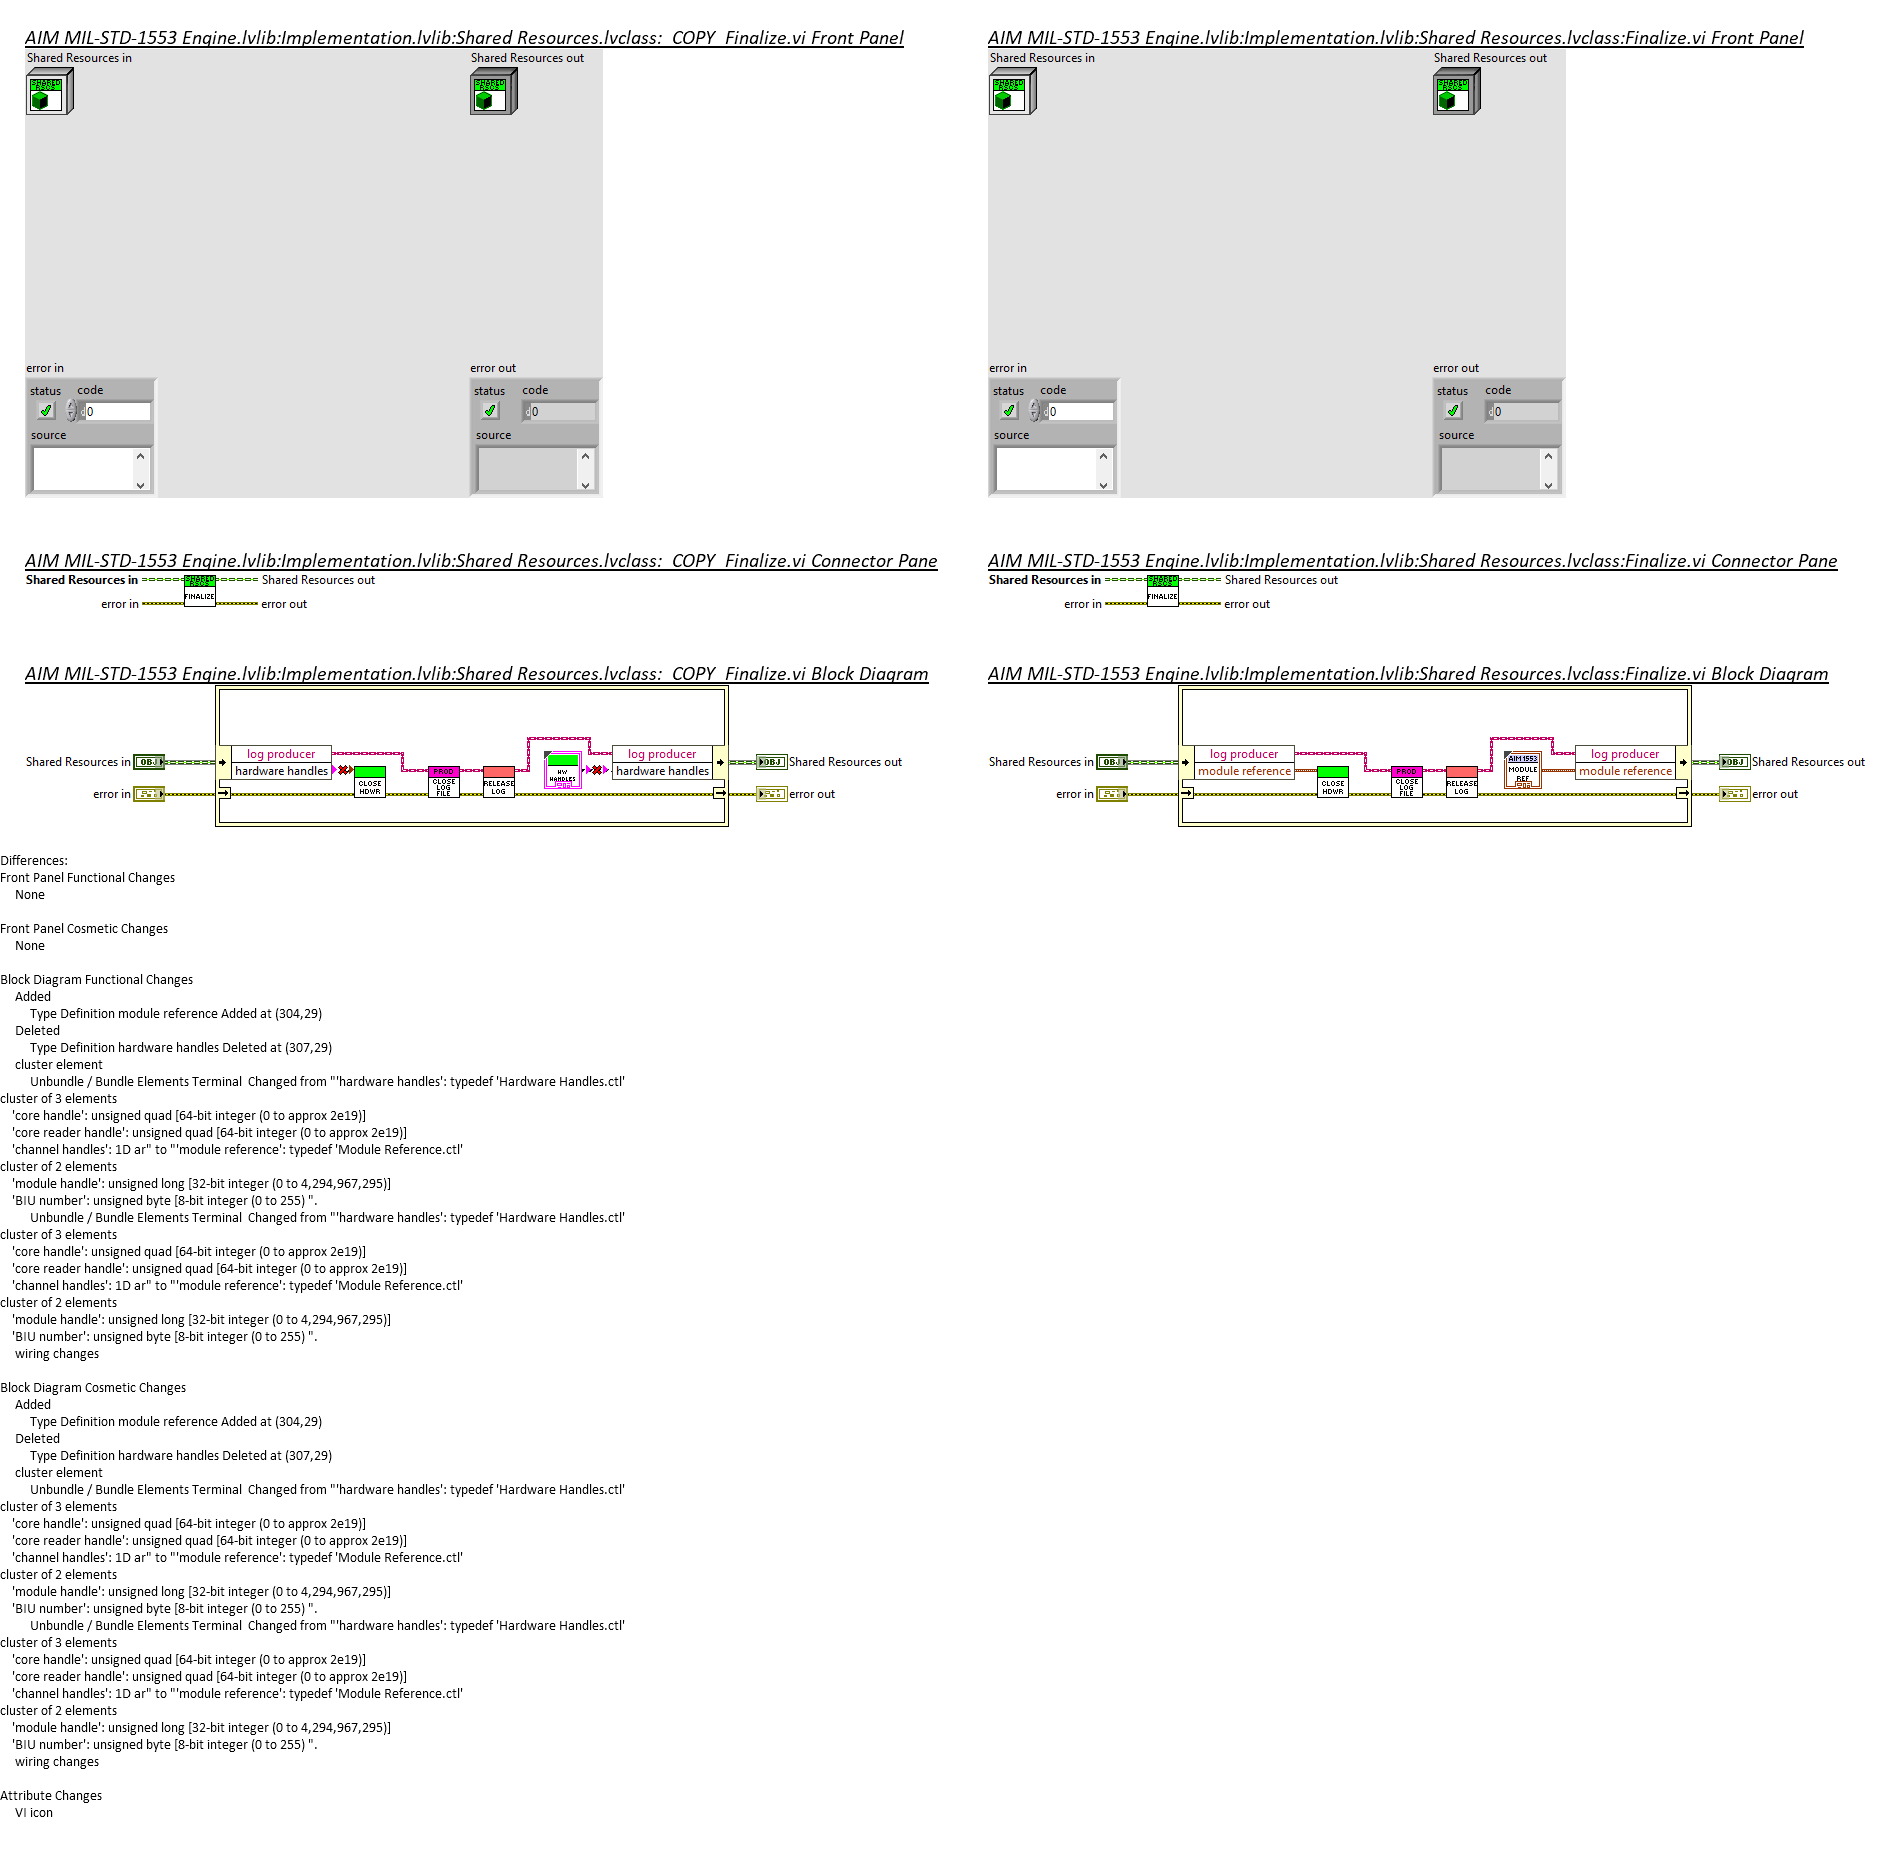 AIM MIL-STD-1553 Engine.lvlib:Implementation.lvlib:Shared Resources.lvclass:_COPY_Finalize.vi Front Panel
Shared Resources in
SHARED RSCS
Shared Resources out
SHARED RSCS
error in
status code
0
source
error out
status code
0
source
AIM MIL-STD-1553 Engine.lvlib:Implementation.lvlib:Shared Resources.lvclass:Finalize.vi Front Panel
Shared Resources in
SHARED RSCS
Shared Resources out
SHARED RSCS
error in
status code
0
source
error out
status code
0
source
AIM MIL-STD-1553 Engine.lvlib:Implementation.lvlib:Shared Resources.lvclass:_COPY_Finalize.vi Connector Pane
Shared Resources in
SHARED RSCS
FINALIZE
Shared Resources out
error in
error out
AIM MIL-STD-1553 Engine.lvlib:Implementation.lvlib:Shared Resources.lvclass:Finalize.vi Connector Pane
Shared Resources in
SHARED RSCS
FINALIZE
Shared Resources out
error in
error out
AIM MIL-STD-1553 Engine.lvlib:Implementation.lvlib:Shared Resources.lvclass:_COPY_Finalize.vi Block Diagram
Shared Resources in
OBJ
error in
log producer
hardware handles
CLOSE HDWR
PROD
CLOSE LOG FILE
RELEASE LOG
HW HANDLES
log producer
hardware handles
OBJ
Shared Resources out
error out
AIM MIL-STD-1553 Engine.lvlib:Implementation.lvlib:Shared Resources.lvclass:Finalize.vi Block Diagram
Shared Resources in
OBJ
error in
log producer
module reference
CLOSE HDWR
PROD
CLOSE LOG FILE
RELEASE LOG
AIM1553
MODULE REF
log producer
module reference
OBJ
Shared Resources out
error out
Differences:
Front Panel Functional Changes
None
Front Panel Cosmetic Changes
None
Block Diagram Functional Changes
Added
Type Definition module reference Added at (304,29)
Deleted
Type Definition hardware handles Deleted at (307,29)
cluster element
Unbundle / Bundle Elements Terminal  Changed from "'hardware handles': typedef 'Hardware Handles.ctl'
cluster of 3 elements
'core handle': unsigned quad [64-bit integer (0 to approx 2e19)]
'core reader handle': unsigned quad [64-bit integer (0 to approx 2e19)]
'channel handles': 1D ar" to "'module reference': typedef 'Module Reference.ctl'
cluster of 2 elements
'module handle': unsigned long [32-bit integer (0 to 4,294,967,295)]
'BIU number': unsigned byte [8-bit integer (0 to 255) ".
Unbundle / Bundle Elements Terminal  Changed from "'hardware handles': typedef 'Hardware Handles.ctl'
cluster of 3 elements
'core handle': unsigned quad [64-bit integer (0 to approx 2e19)]
'core reader handle': unsigned quad [64-bit integer (0 to approx 2e19)]
'channel handles': 1D ar" to "'module reference': typedef 'Module Reference.ctl'
cluster of 2 elements
'module handle': unsigned long [32-bit integer (0 to 4,294,967,295)]
'BIU number': unsigned byte [8-bit integer (0 to 255) ".
wiring changes
Block Diagram Cosmetic Changes
Added
Type Definition module reference Added at (304,29)
Deleted
Type Definition hardware handles Deleted at (307,29)
cluster element
Unbundle / Bundle Elements Terminal  Changed from "'hardware handles': typedef 'Hardware Handles.ctl'
cluster of 3 elements
'core handle': unsigned quad [64-bit integer (0 to approx 2e19)]
'core reader handle': unsigned quad [64-bit integer (0 to approx 2e19)]
'channel handles': 1D ar" to "'module reference': typedef 'Module Reference.ctl'
cluster of 2 elements
'module handle': unsigned long [32-bit integer (0 to 4,294,967,295)]
'BIU number': unsigned byte [8-bit integer (0 to 255) ".
Unbundle / Bundle Elements Terminal  Changed from "'hardware handles': typedef 'Hardware Handles.ctl'
cluster of 3 elements
'core handle': unsigned quad [64-bit integer (0 to approx 2e19)]
'core reader handle': unsigned quad [64-bit integer (0 to approx 2e19)]
'channel handles': 1D ar" to "'module reference': typedef 'Module Reference.ctl'
cluster of 2 elements
'module handle': unsigned long [32-bit integer (0 to 4,294,967,295)]
'BIU number': unsigned byte [8-bit integer (0 to 255) ".
wiring changes
Attribute Changes
VI icon